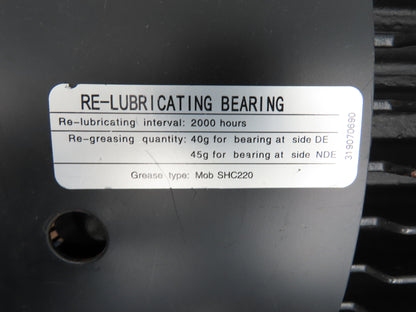 RE-LUBRICATING BEARING
Re-lubricating interval: 2000 hours
Re-greasing quantity: 40g for bearing at side DE
45g for bearing at side NDE
Grease type: Mob SHC220
319070690